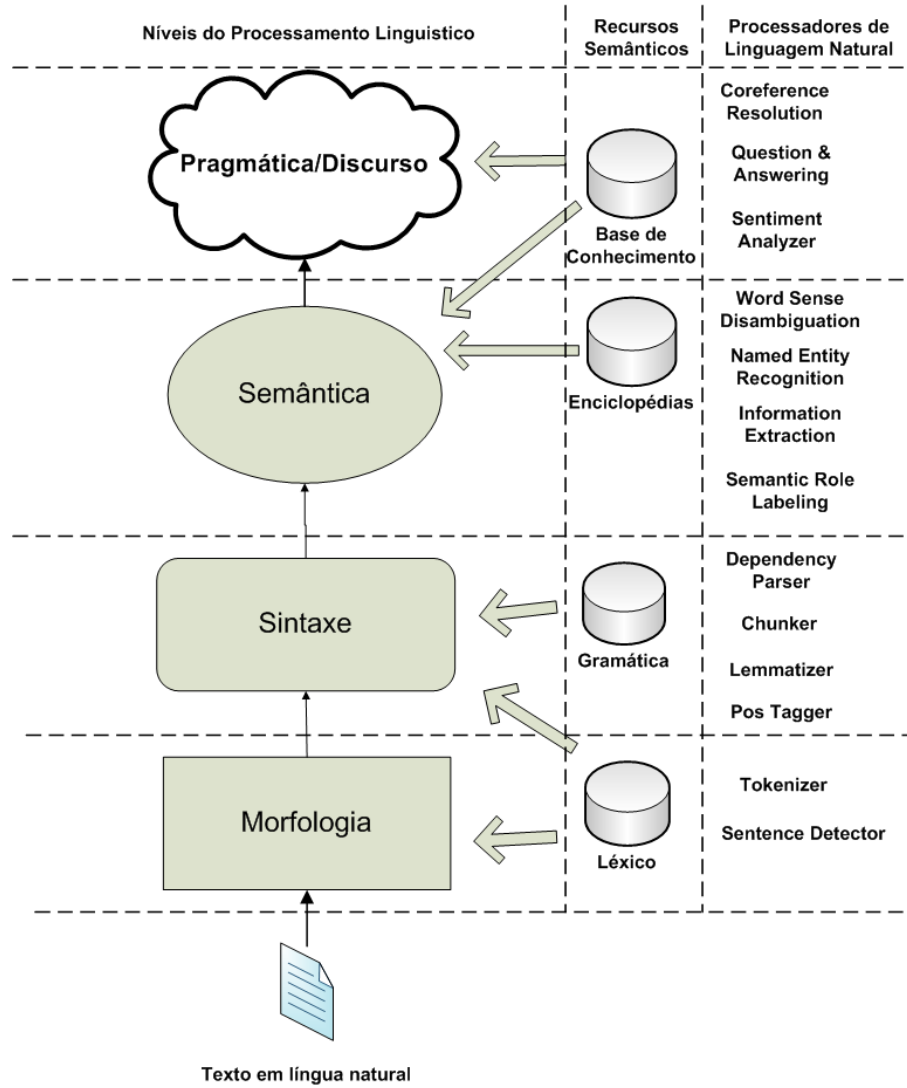 Níveis do Processamento Linguistico
Recursos
Semânticos
Processadores de
Linguagem Natural
Pragmática/Discurso
Base de
Conhecimento
Coreference
Resolution
Question &
Answering
Sentiment
Analyzer
Semântica
Enciclopédias
Word Sense
Disambiguation
Named Entity
Recognition
Information
Extraction
Semantic Role
Labeling
Sintaxe
Gramática
Dependency
Parser
Chunker
Lemmatizer
Pos Tagger
Morfologia
Léxico
Tokenizer
Sentence Detector
Texto em língua natural